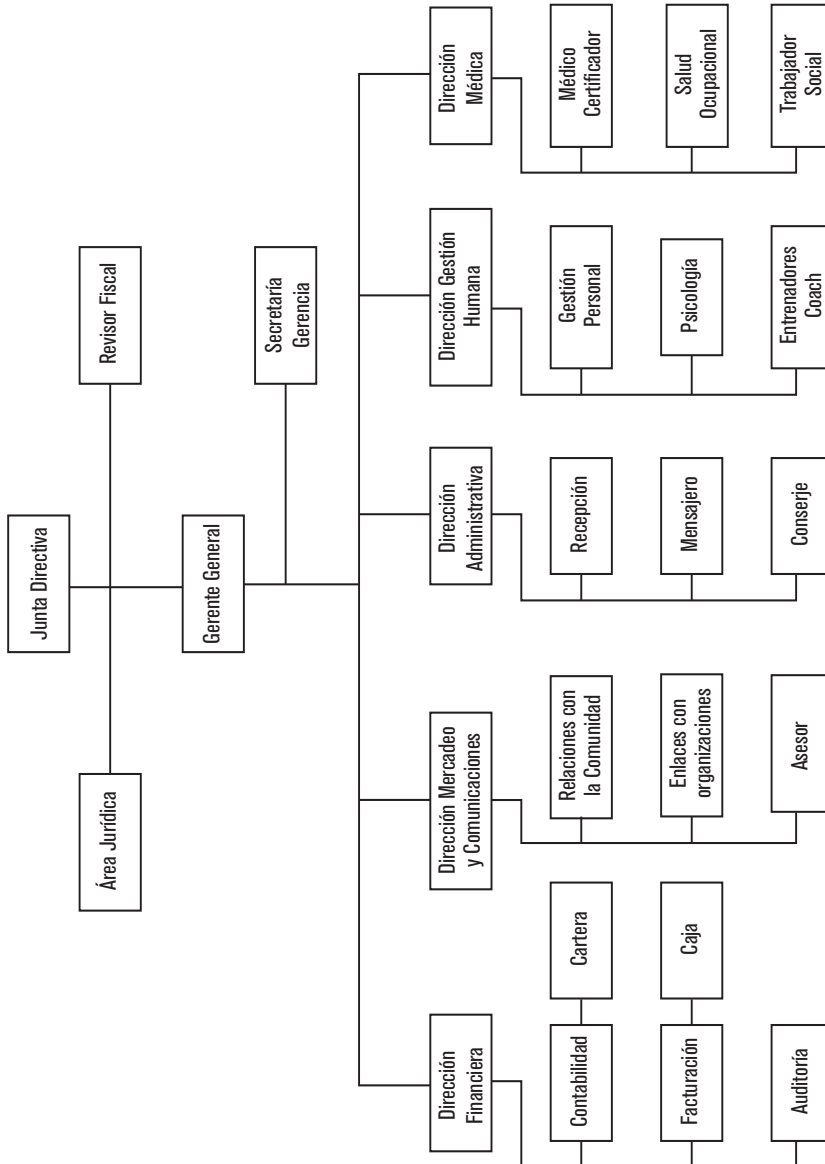 Junta Directiva
Área Jurídica
Revisor Fiscal
Gerente General
Secretaría
Gerencia
Dirección
Financiera
Contabilidad
Cartera
Facturación
Caja
Auditoría
Dirección Mercadeo
y Comunicaciones
Relaciones con
la Comunidad
Enlaces con
organizaciones
Asesor
Dirección
Administrativa
Recepción
Mensajero
Conserje
Dirección Gestión
Humana
Gestión
Personal
Psicología
Entrenadores
Coach
Dirección
Médica
Médico
Certificador
Salud
Ocupacional
Trabajador
Social